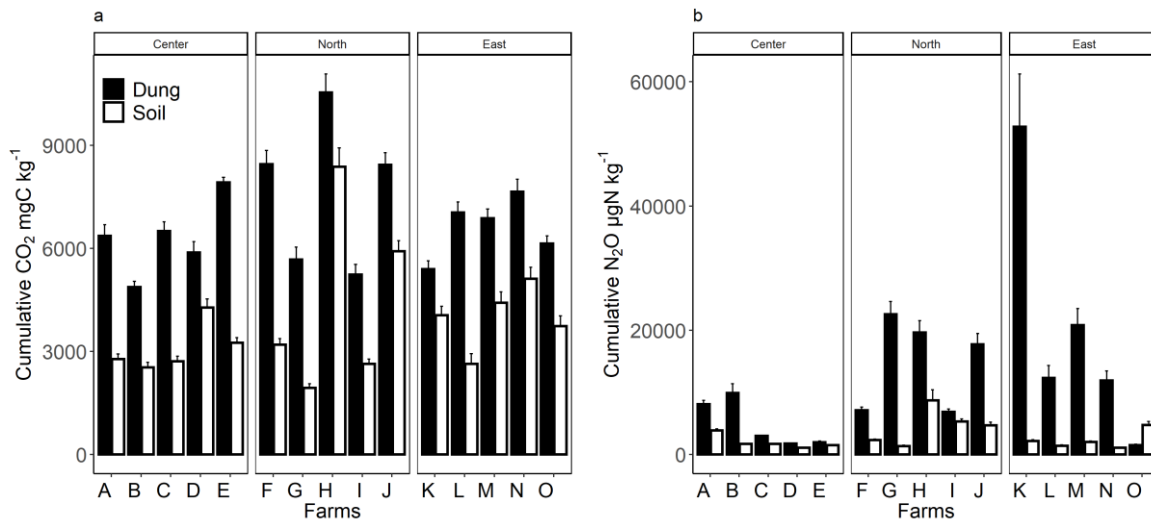 a
Center North East
Dung
Soil
Cumulative CO₂ mgC kg⁻¹
9000
6000
3000
0
A B C D E F G H I J K L M N O
Farms
b
Center North East
Cumulative N₂O µgN kg⁻¹
60000
40000
20000
0
A B C D E F G H I J K L M N O
Farms